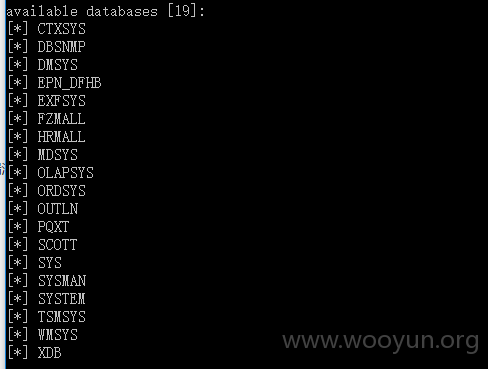 available databases [19]:
[*] CTXSYS
[*] DBSNMP
[*] DMSYS
[*] EPN_DFHB
[*] EXFSYS
[*] FZMALL
[*] HRMALL
[*] MDSYS
[*] OLAPSYS
[*] ORDSYS
[*] OUTLN
[*] PQXT
[*] SCOTT
[*] SYS
[*] SYSMAN
[*] SYSTEM
[*] TSMSYS
[*] WMSYS
[*] XDB
www.wooyun.org